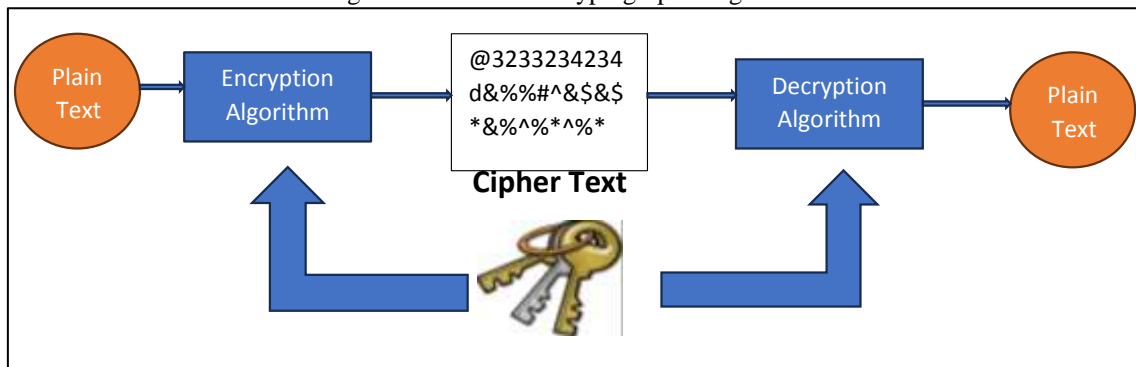 Plain
Text
Encryption
Algorithm
@3233234234
d&%%#^&$&$
*&%^%*^%*
Cipher Text
Decryption
Algorithm
Plain
Text